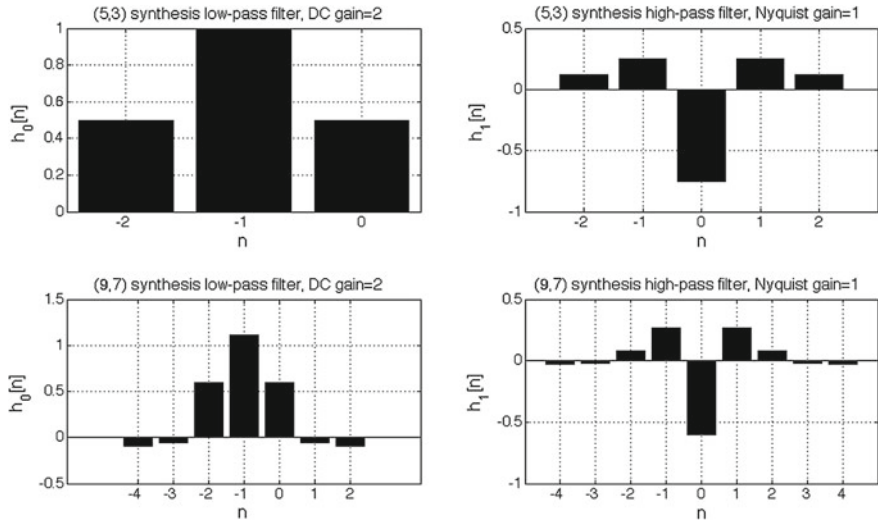 (5,3) synthesis low-pass filter, DC gain=2
1
0.8
0.6
0.4
0.2
0
h0[n]
-2 -1 0
n
(5,3) synthesis high-pass filter, Nyquist gain=1
0.5
0
-0.5
-1
h1[n]
-2 -1 0 1 2
n
(9,7) synthesis low-pass filter, DC gain=2
1.5
1
0.5
0
-0.5
h0[n]
-4 -3 -2 -1 0 1 2
n
(9,7) synthesis high-pass filter, Nyquist gain=1
0.5
0
-0.5
-1
h1[n]
-4 -3 -2 -1 0 1 2 3 4
n